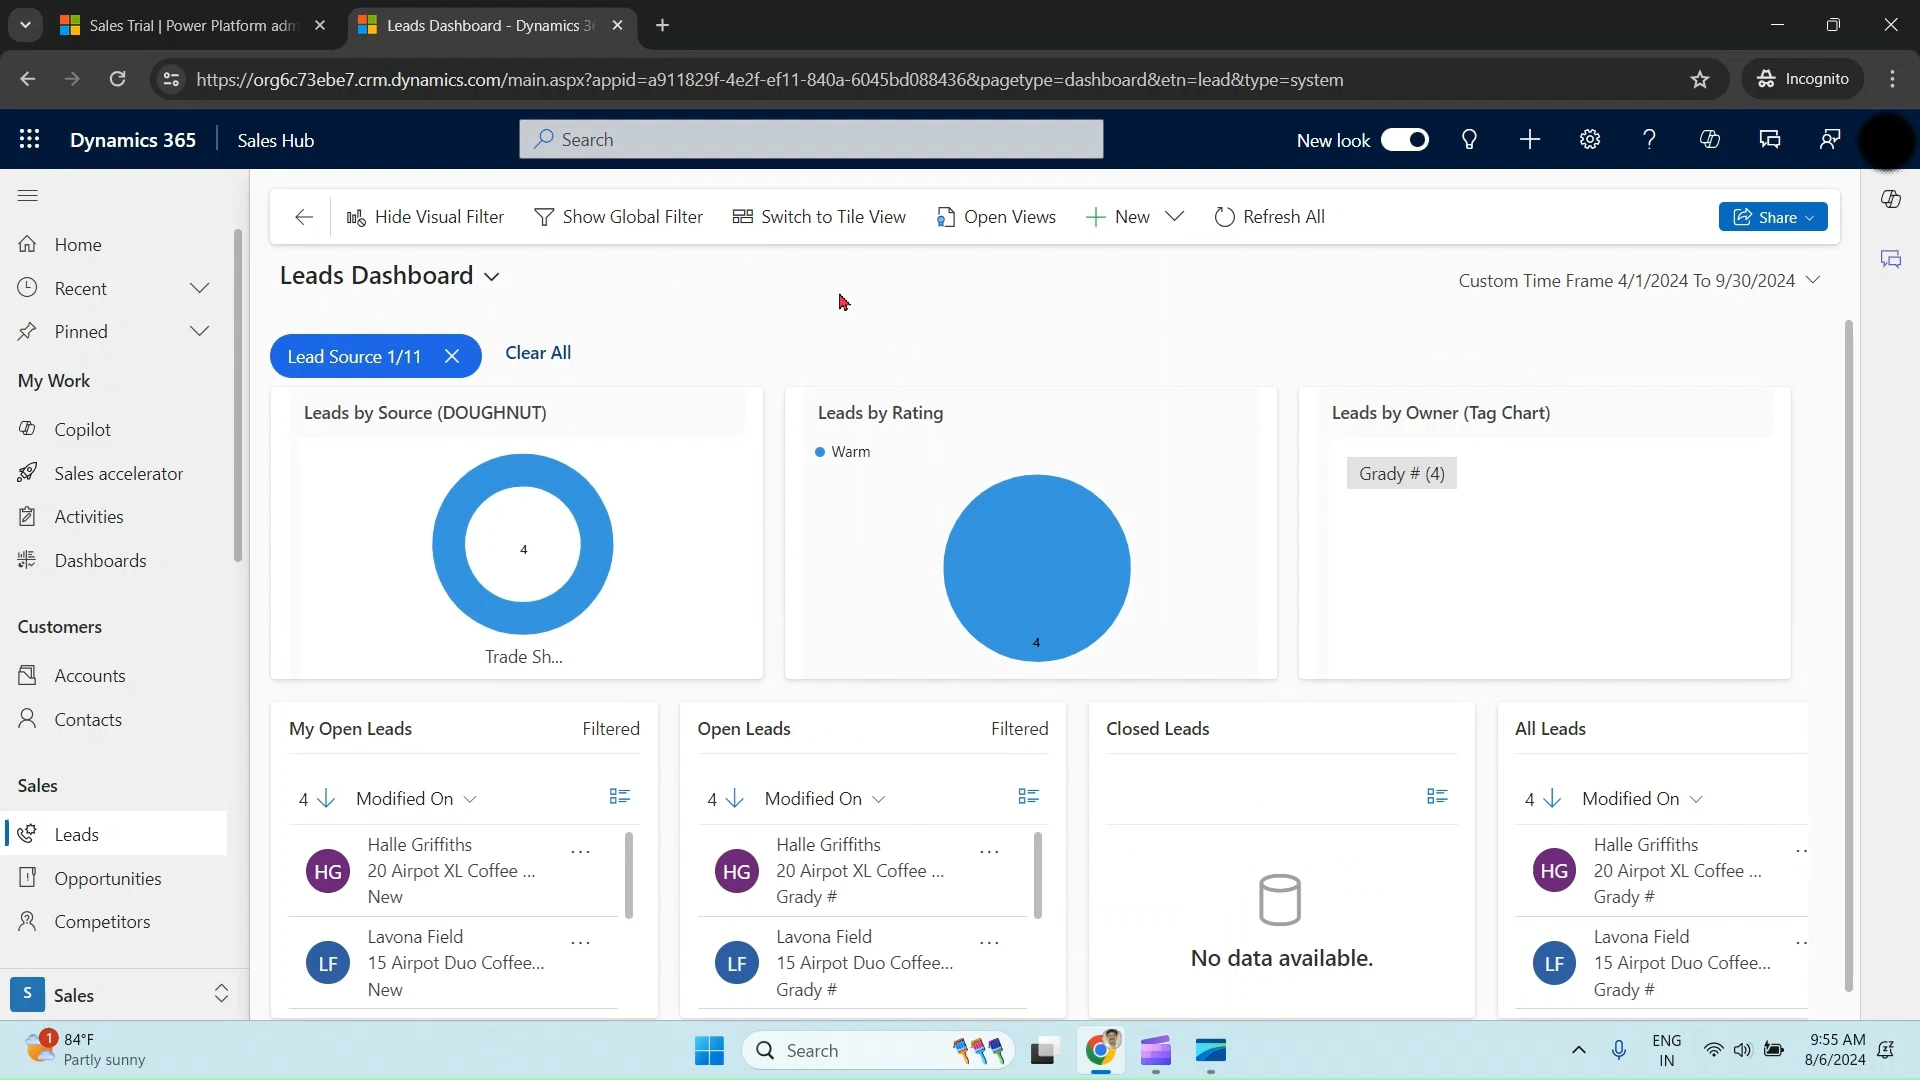 Sales Trial | Power Platform adm
Leads Dashboard - Dynamics 36
https://org6c73ebe7.crm.dynamics.com/main.aspx?appid=a911829f-4e2f-ef11-840a-6045bd088436&pagetype=dashboard&etn=lead&type=system
Incognito
Dynamics 365
Sales Hub
Search
New look
Hide Visual Filter
Show Global Filter
Switch to Tile View
Open Views
New
Refresh All
Share
Home
Recent
Pinned
My Work
Copilot
Sales accelerator
Activities
Dashboards
Customers
Accounts
Contacts
Sales
Leads
Opportunities
Competitors
S
Sales
Leads Dashboard
Custom Time Frame 4/1/2024 To 9/30/2024
Lead Source 1/11
Clear All
Leads by Source (DOUGHNUT)
4
Trade Sh...
Leads by Rating
Warm
4
Leads by Owner (Tag Chart)
Grady # (4)
My Open Leads
Filtered
4
Modified On
HG
Halle Griffiths
20 Airpot XL Coffee ...
New
...
LF
Lavona Field
15 Airpot Duo Coffee...
New
...
Open Leads
Filtered
4
Modified On
HG
Halle Griffiths
20 Airpot XL Coffee ...
Grady #
...
LF
Lavona Field
15 Airpot Duo Coffee...
Grady #
...
Closed Leads
No data available.
All Leads
4
Modified On
HG
Halle Griffiths
20 Airpot XL Coffee ...
Grady #
LF
Lavona Field
15 Airpot Duo Coffee...
Grady #
1
84°F
Partly sunny
Search
ENG
IN
9:55 AM
8/6/2024